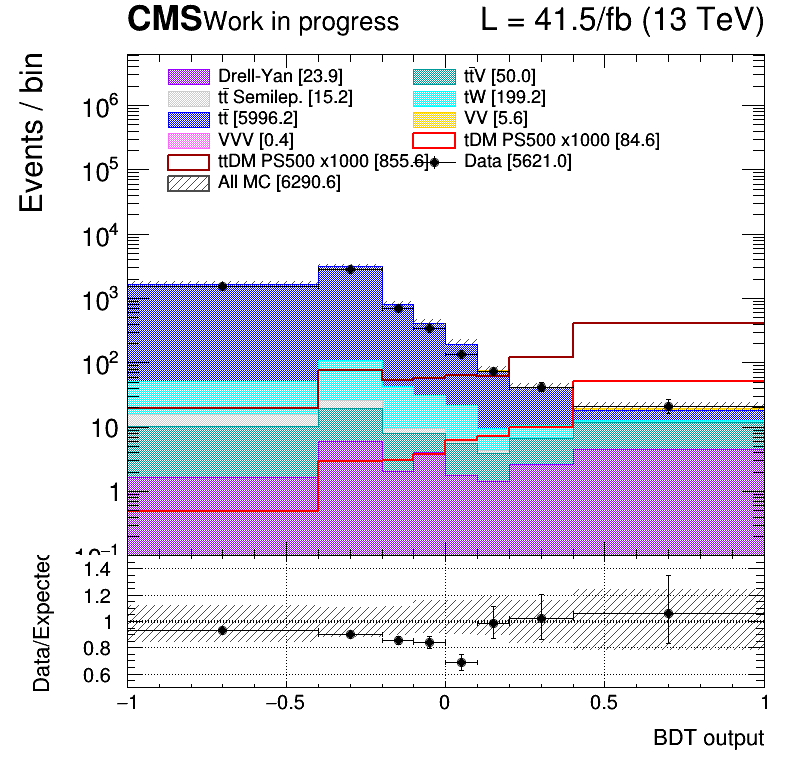 CMS Work in progress L = 41.5/fb (13 TeV)
Events / bin
Drell-Yan [23.9] tt̄V [50.0]
tt̄ Semilep. [15.2] tW [199.2]
tt̄ [5996.2] VV [5.6]
VVV [0.4] tDM PS500 x1000 [84.6]
ttDM PS500 x1000 [855.6] Data [5621.0]
All MC [6290.6]
10⁶
10⁵
10⁴
10³
10²
10
1
10⁻¹
Data/Expected
1.4
1.2
1
0.8
0.6
−1 −0.5 0 0.5 1
BDT output